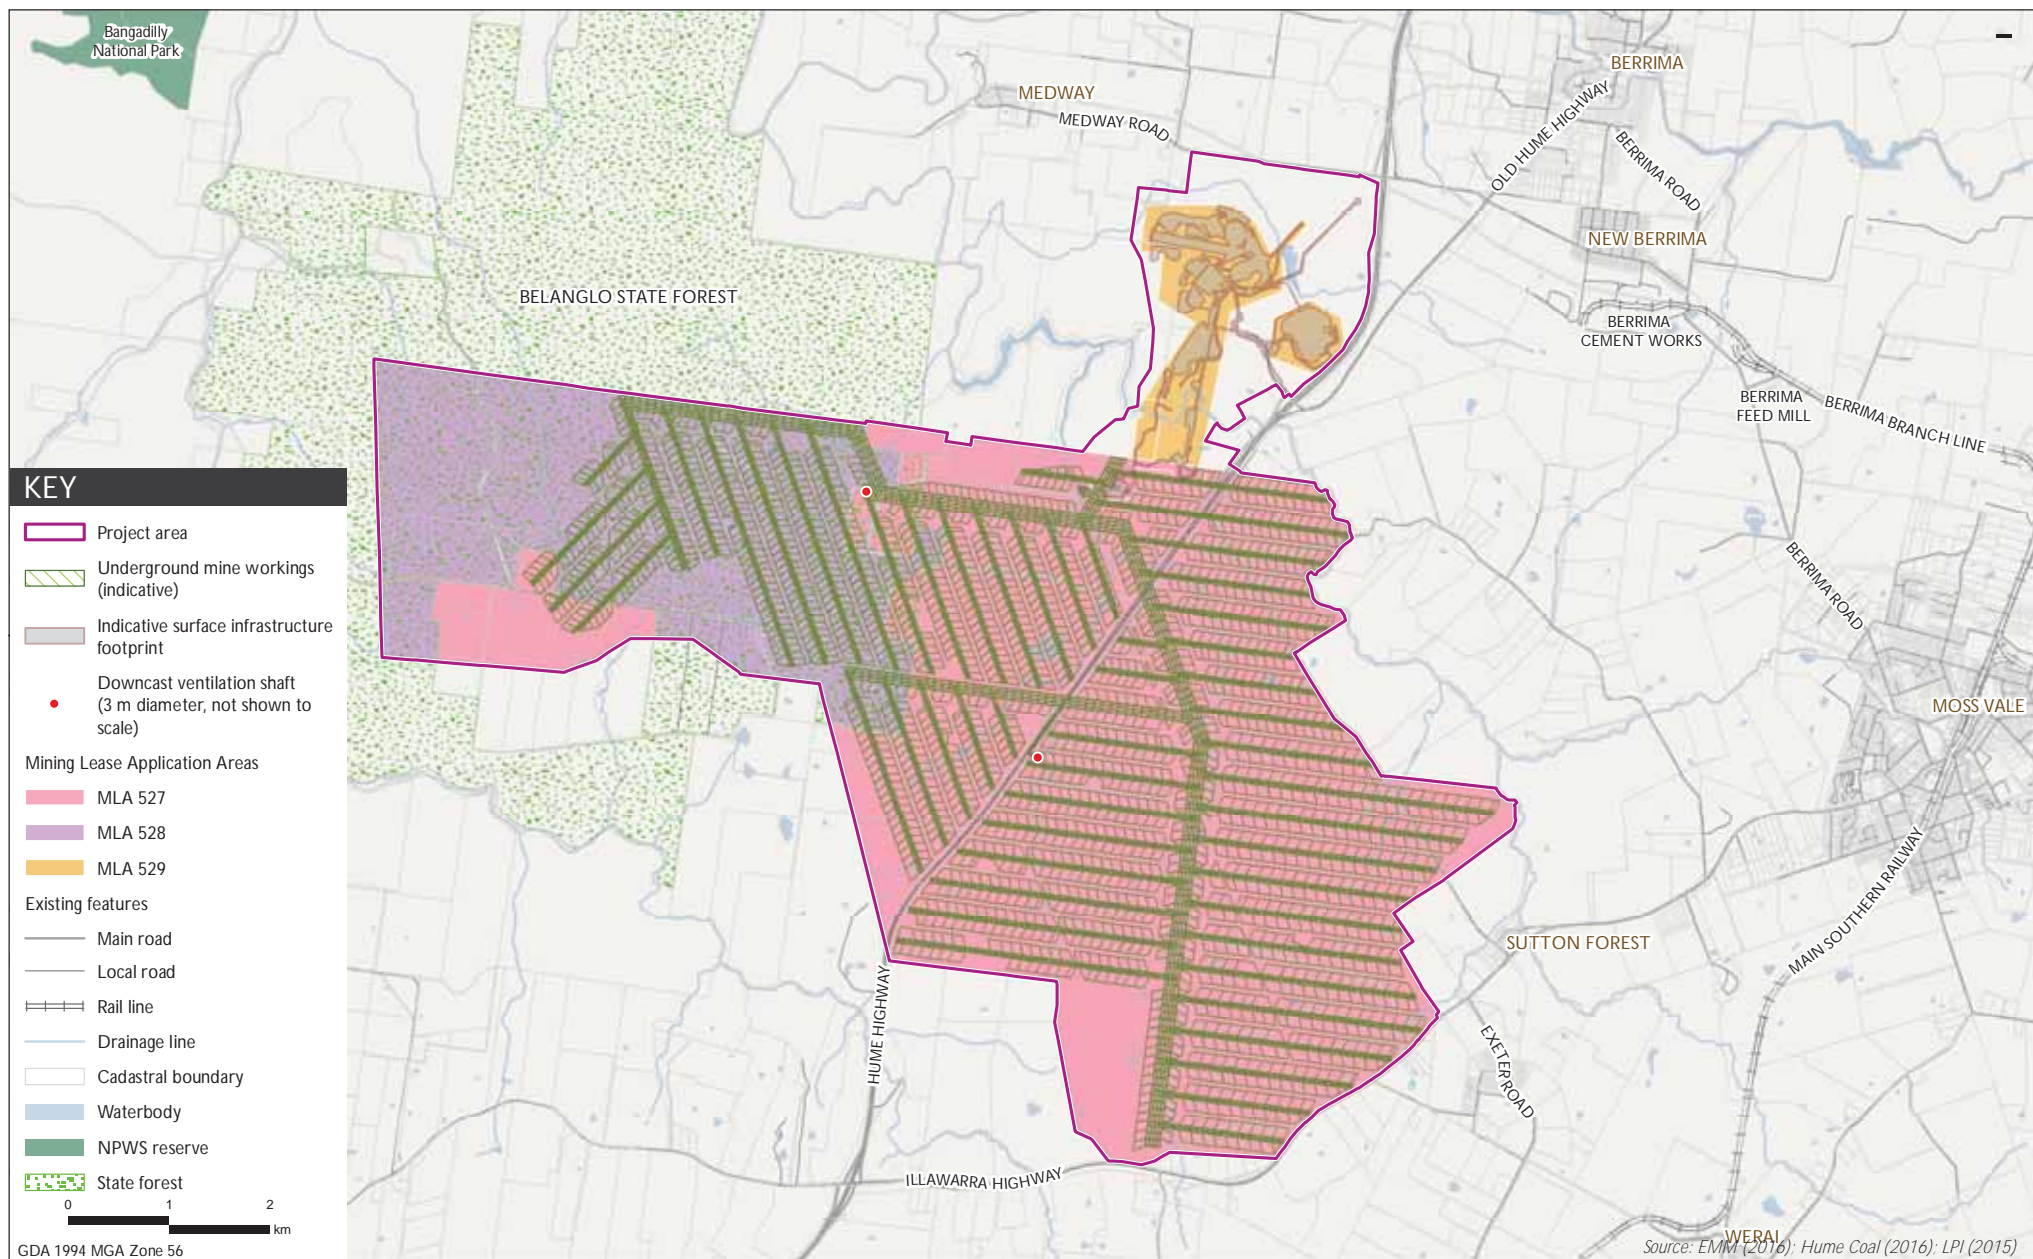 Bangadilly
National Park
MEDWAY
MEDWAY ROAD
BERRIMA
OLD HUME HIGHWAY
BERRIMA ROAD
NEW BERRIMA
BELANGLO STATE FOREST
BERRIMA
CEMENT WORKS
BERRIMA
FEED MILL
BERRIMA BRANCH LINE
BERRIMA ROAD
MOSS VALE
MAIN SOUTHERN RAILWAY
SUTTON FOREST
EXETER ROAD
HUME HIGHWAY
ILLAWARRA HIGHWAY
WERAI
KEY
Project area
Underground mine workings
(indicative)
Indicative surface infrastructure
footprint
Downcast ventilation shaft
(3 m diameter, not shown to
scale)
Mining Lease Application Areas
MLA 527
MLA 528
MLA 529
Existing features
Main road
Local road
Rail line
Drainage line
Cadastral boundary
Waterbody
NPWS reserve
State forest
0 1 2
km
GDA 1994 MGA Zone 56
Source: EMM (2016); Hume Coal (2016); LPI (2015)